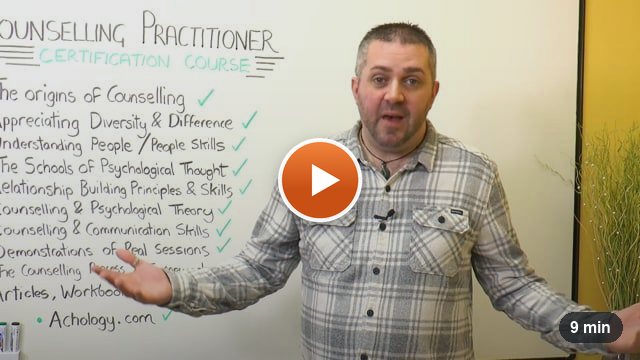 OUNSELLING PRACTITIONER
CERTIFICATION COURSE
The origins of Counselling ✓
Appreciating Diversity & Difference ✓
Understanding People / People Skills ✓
The Schools of Psychological Thought ✓
Relationship Building Principles & Skills ✓
Counselling & Psychological Theory ✓
Counselling & Communication Skills ✓
Demonstrations of Real Sessions ✓
The Counselling
Articles,
• Achology.com ✓
9 min